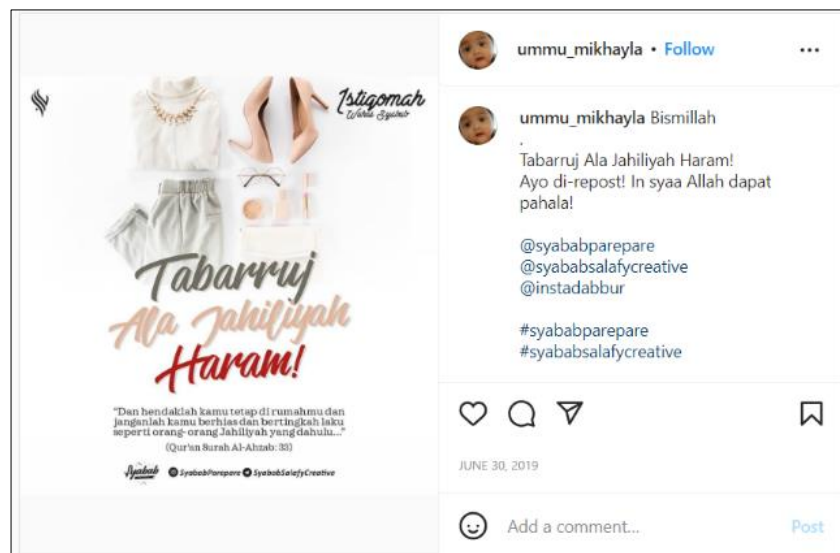 Istiqomah
Tabarruj
Ala Jahiliyah
Haram!
"Dan hendaklah kamu tetap di rumahmu dan
janganlah kamu berhias dan bertingkah laku
seperti orang-orang Jahiliyah yang dahulu..."
(Qur'an Surah Al-Ahzab: 33)
Syabab SyababParepare SyababSalafyCreative
ummu_mikhayla • Follow
ummu_mikhayla Bismillah
.
Tabarruj Ala Jahiliyah Haram!
Ayo di-repost! In syaa Allah dapat
pahala!
@syababparepare
@syababsalafycreative
@instadabbur
#syababparepare
#syababsalafycreative
JUNE 30, 2019
Add a comment...
Post